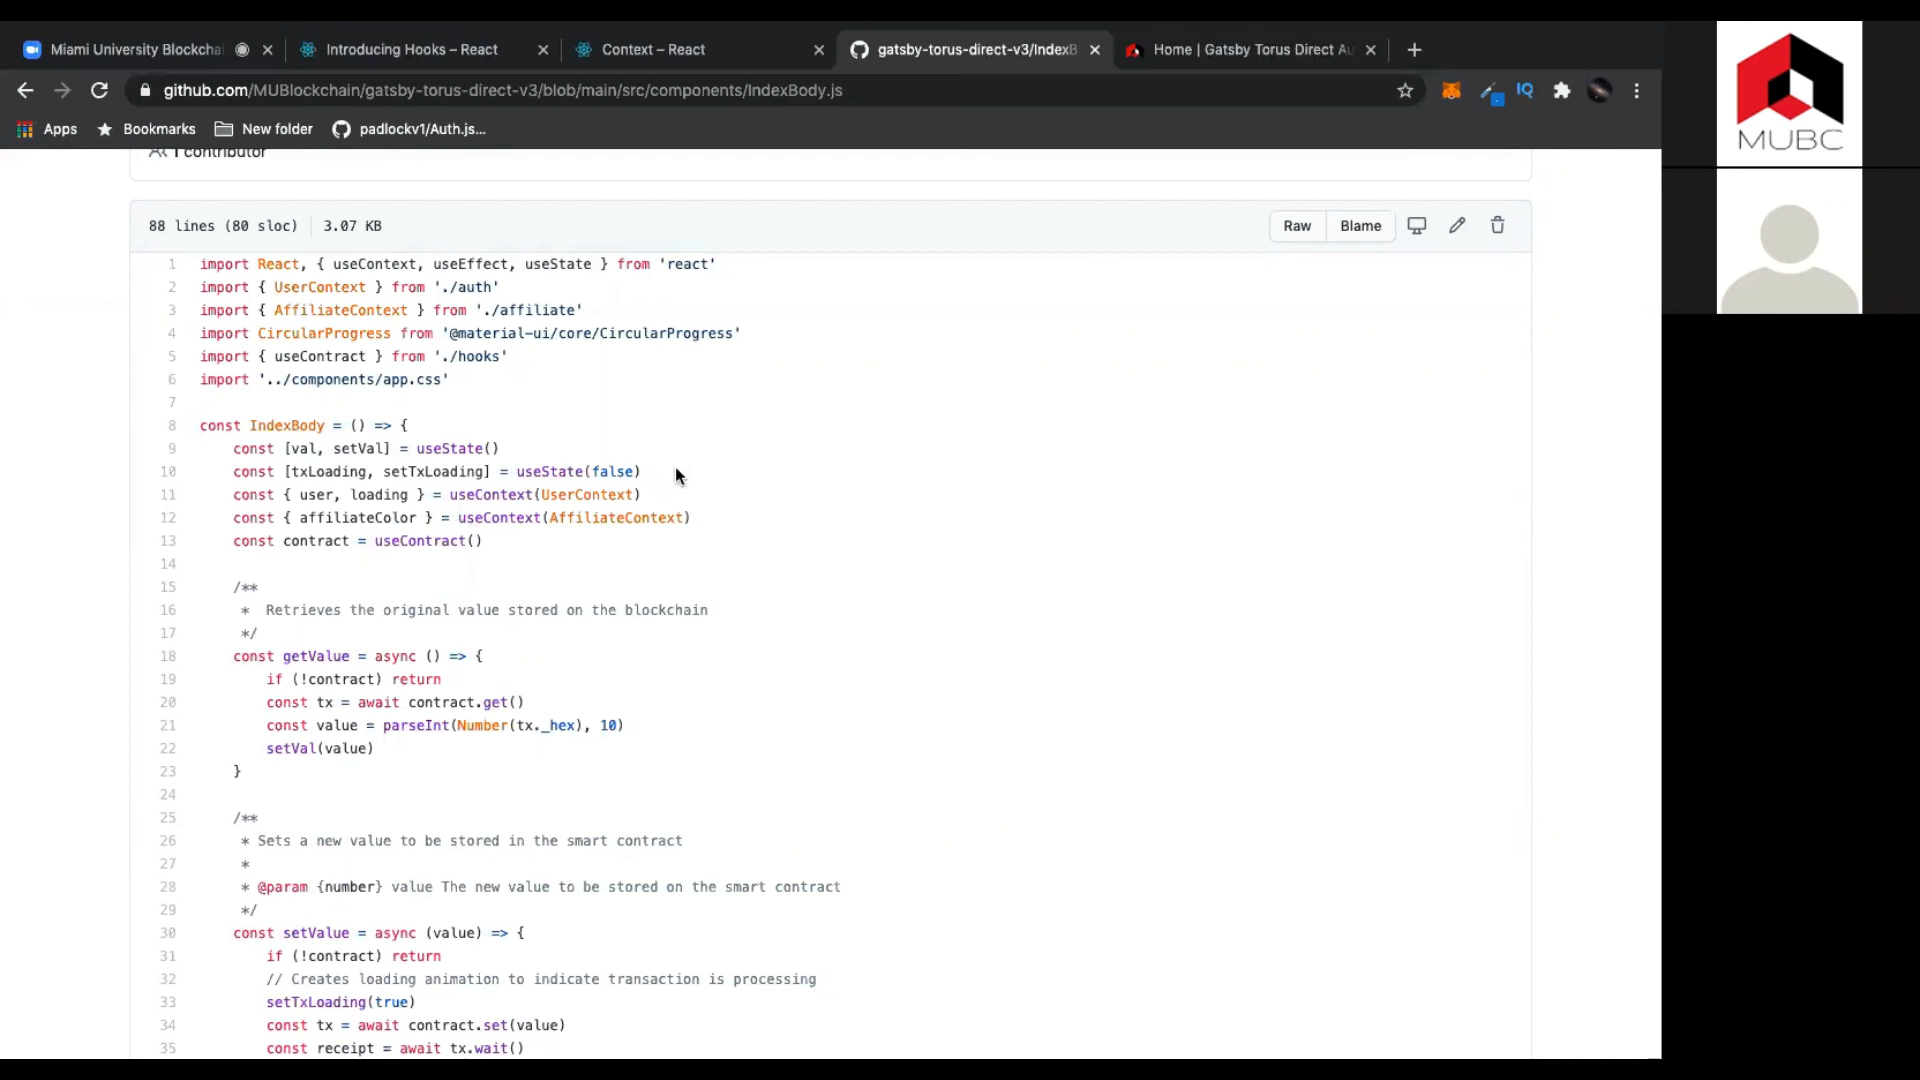 Miami University Blockcha
Introducing Hooks – React
Context – React
gatsby-torus-direct-v3/IndexB
Home | Gatsby Torus Direct Au
github.com/MUBlockchain/gatsby-torus-direct-v3/blob/main/src/components/IndexBody.js
IQ
Apps
Bookmarks
New folder
padlockv1/Auth.js...
MUBC
1 contributor
88 lines (80 sloc) 3.07 KB
Raw
Blame
1 import React, { useContext, useEffect, useState } from 'react'
2 import { UserContext } from './auth'
3 import { AffiliateContext } from './affiliate'
4 import CircularProgress from '@material-ui/core/CircularProgress'
5 import { useContract } from './hooks'
6 import '../components/app.css'
7
8 const IndexBody = () => {
9 const [val, setVal] = useState()
10 const [txLoading, setTxLoading] = useState(false)
11 const { user, loading } = useContext(UserContext)
12 const { affiliateColor } = useContext(AffiliateContext)
13 const contract = useContract()
14
15 /**
16 * Retrieves the original value stored on the blockchain
17 */
18 const getValue = async () => {
19 if (!contract) return
20 const tx = await contract.get()
21 const value = parseInt(Number(tx._hex), 10)
22 setVal(value)
23 }
24
25 /**
26 * Sets a new value to be stored in the smart contract
27 *
28 * @param {number} value The new value to be stored on the smart contract
29 */
30 const setValue = async (value) => {
31 if (!contract) return
32 // Creates loading animation to indicate transaction is processing
33 setTxLoading(true)
34 const tx = await contract.set(value)
35 const receipt = await tx.wait()